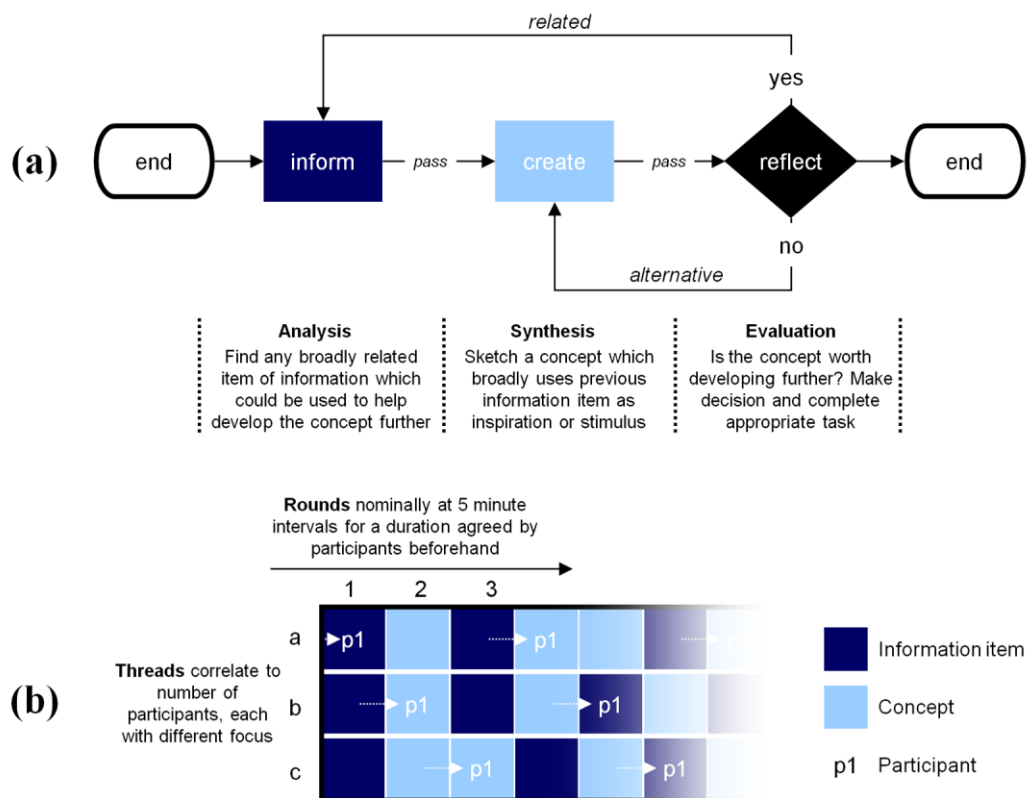 related
yes
(a)
end
inform
pass
create
pass
reflect
end
no
alternative
Analysis
Find any broadly related
item of information which
could be used to help
develop the concept further
Synthesis
Sketch a concept which
broadly uses previous
information item as
inspiration or stimulus
Evaluation
Is the concept worth
developing further? Make
decision and complete
appropriate task
Rounds nominally at 5 minute
intervals for a duration agreed by
participants beforehand
1 2 3
(b)
Threads correlate to
number of
participants, each
with different focus
a
p1
p1
p
b
p1
p1
c
p1
p1
Information item
Concept
p1 Participant